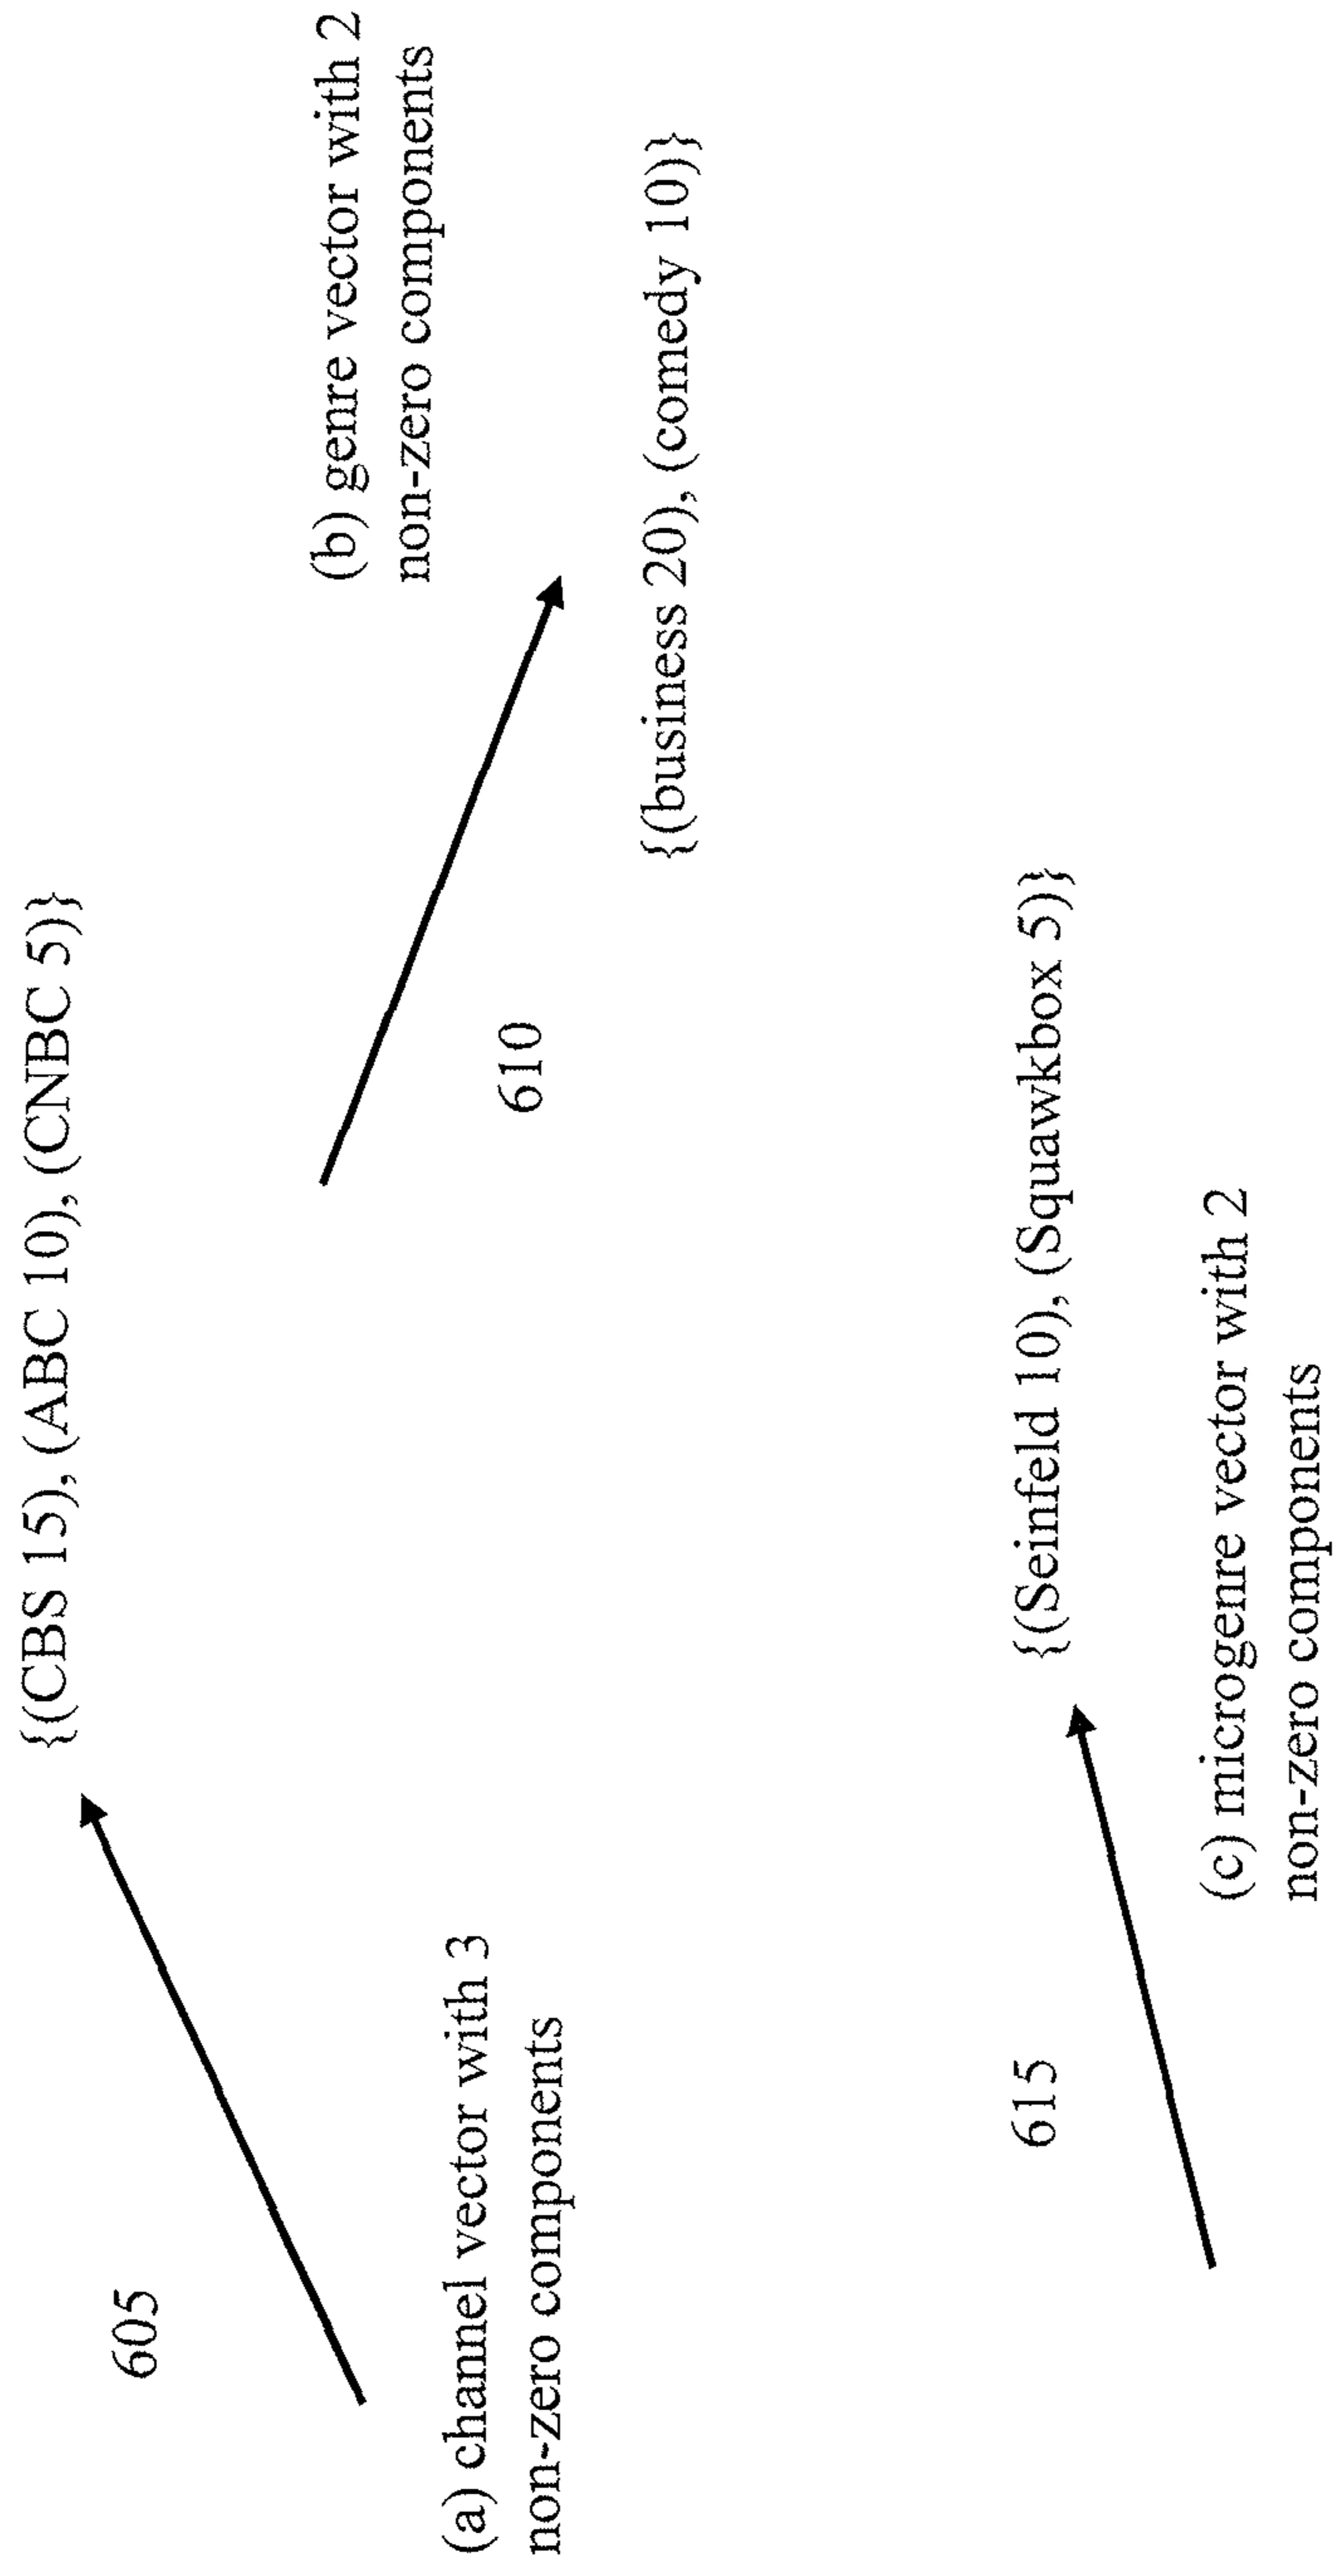 {(CBS 15), (ABC 10), (CNBC 5)}
605
(a) channel vector with 3
non-zero components
(b) genre vector with 2
non-zero components
610
{(business 20), (comedy 10)}
615
{(Seinfeld 10), (Squawkbox 5)}
(c) microgenre vector with 2
non-zero components